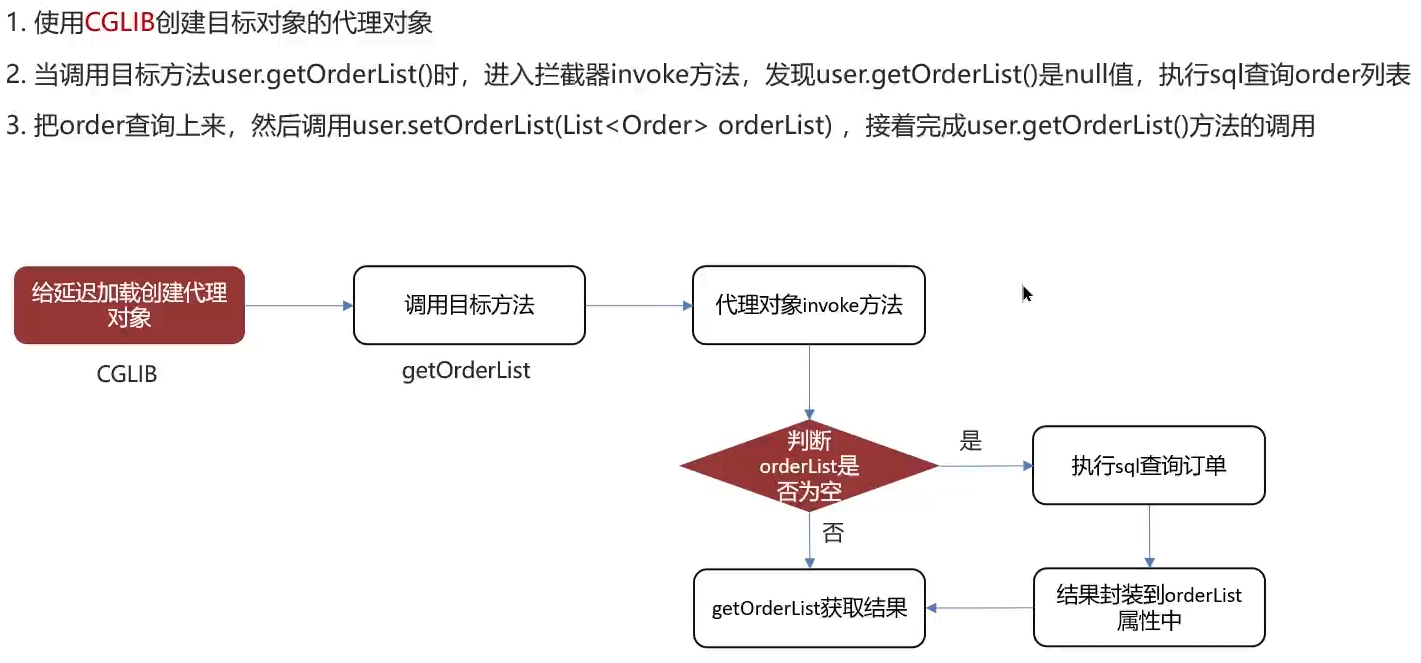 1. 使用CGLIB创建目标对象的代理对象
2. 当调用目标方法user.getOrderList()时，进入拦截器invoke方法，发现user.getOrderList()是null值，执行sql查询order列表
3. 把order查询上来，然后调用user.setOrderList(List<Order> orderList) ，接着完成user.getOrderList()方法的调用
给延迟加载创建代理
对象
CGLIB
调用目标方法
getOrderList
代理对象invoke方法
判断
orderList是
否为空
是
执行sql查询订单
否
getOrderList获取结果
结果封装到orderList
属性中